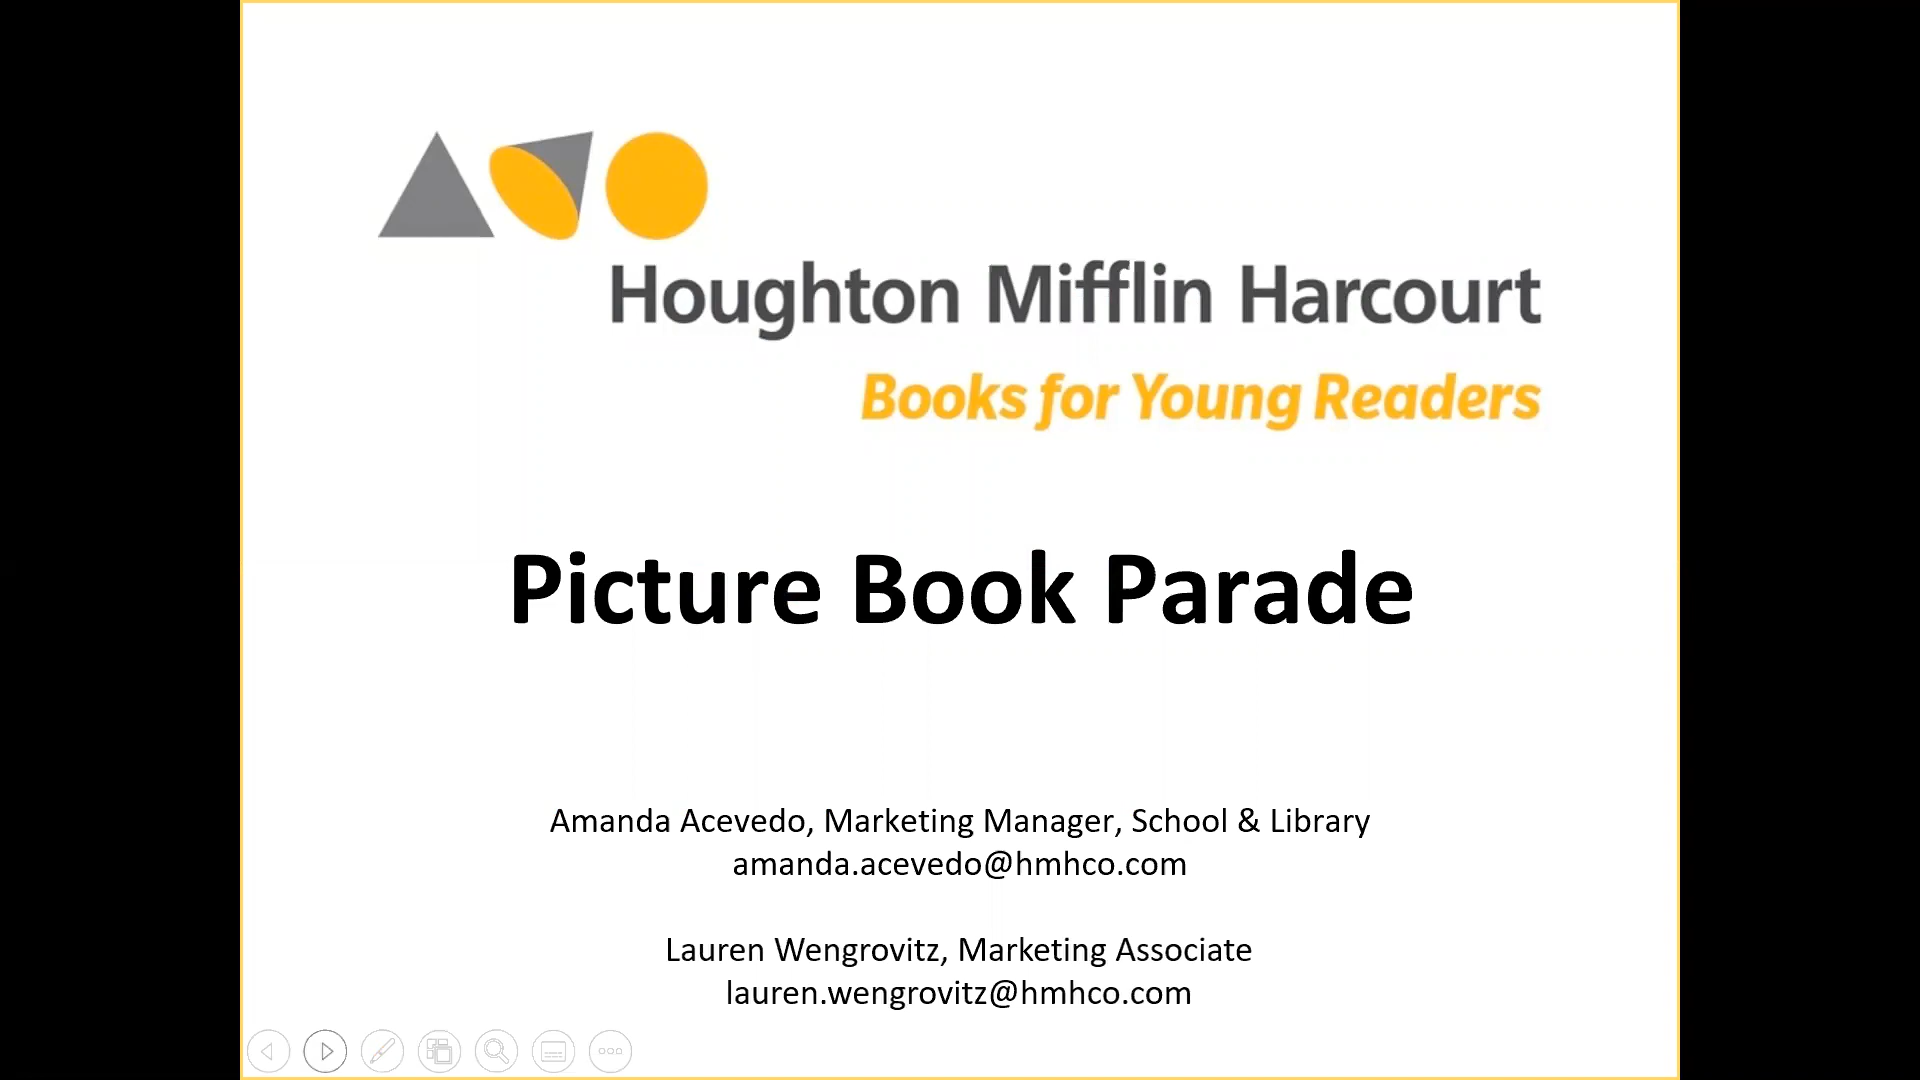 Houghton Mifflin Harcourt
Books for Young Readers
Picture Book Parade
Amanda Acevedo, Marketing Manager, School & Library
amanda.acevedo@hmhco.com
Lauren Wengrovitz, Marketing Associate
lauren.wengrovitz@hmhco.com